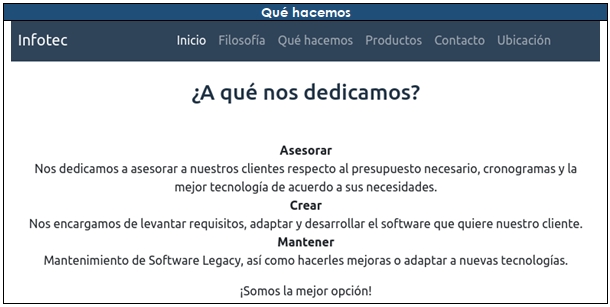 Qué hacemos
Infotec Inicio Filosofía Qué hacemos Productos Contacto Ubicación
¿A qué nos dedicamos?
Asesorar
Nos dedicamos a asesorar a nuestros clientes respecto al presupuesto necesario, cronogramas y la
mejor tecnología de acuerdo a sus necesidades.
Crear
Nos encargamos de levantar requisitos, adaptar y desarrollar el software que quiere nuestro cliente.
Mantener
Mantenimiento de Software Legacy, así como hacerles mejoras o adaptar a nuevas tecnologías.
¡Somos la mejor opción!